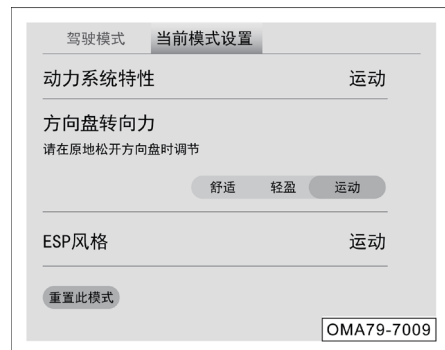 驾驶模式 当前模式设置
动力系统特性 运动
方向盘转向力
请在原地松开方向盘时调节
舒适 轻盈 运动
ESP风格 运动
重置此模式
OMA79-7009